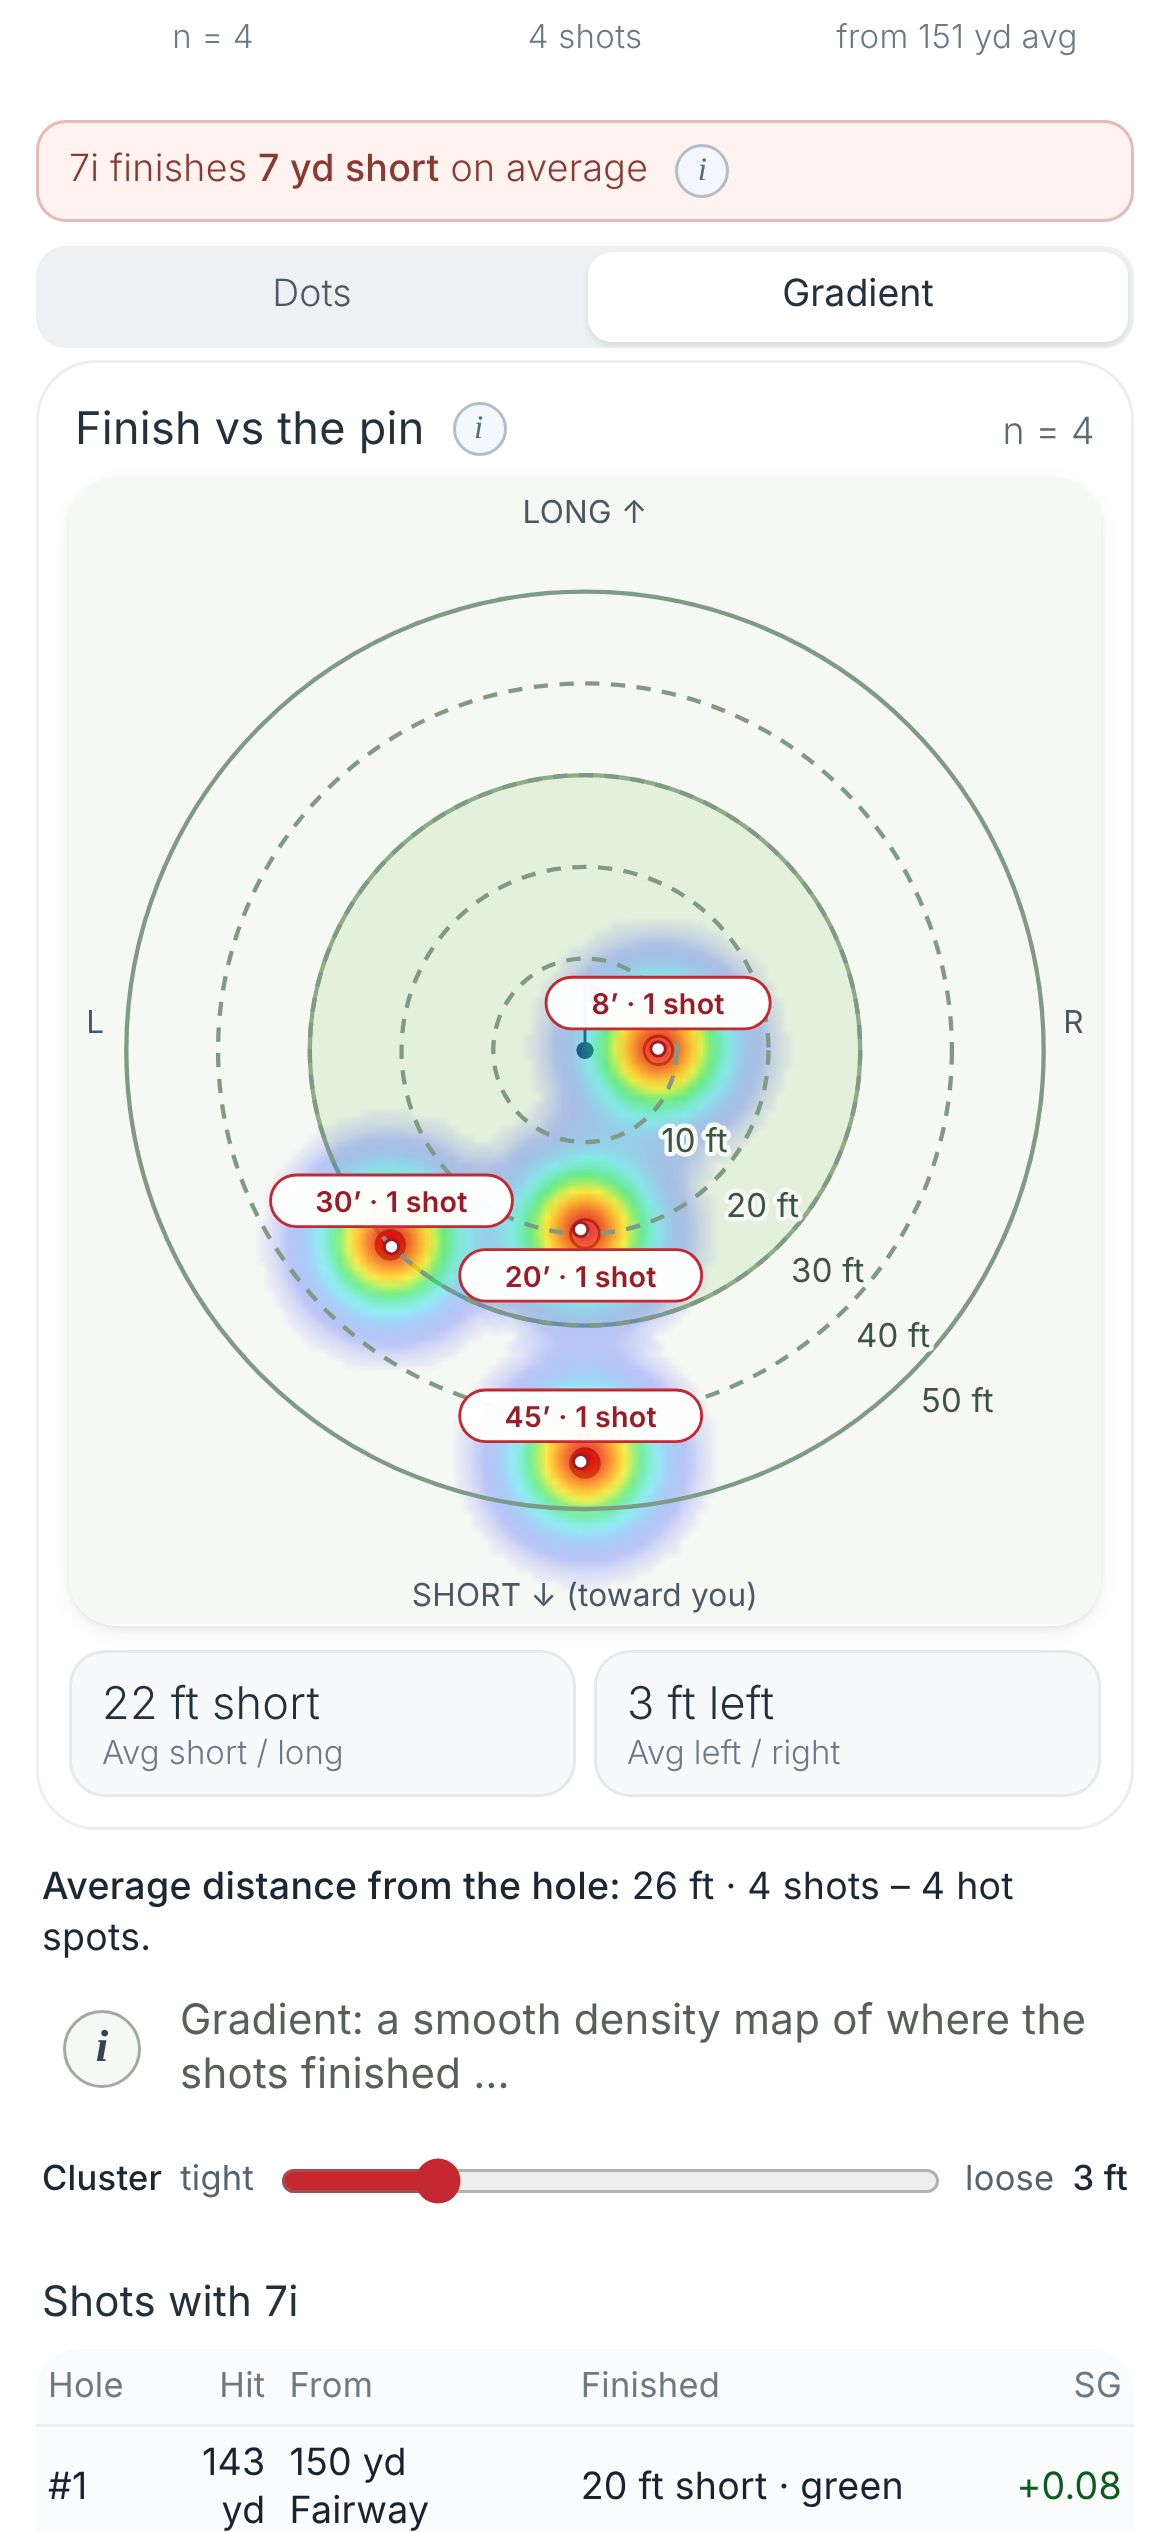 n = 4
4 shots
from 151 yd avg
7i finishes 7 yd short on average i
Dots
Gradient
Finish vs the pin i
n = 4
LONG ↑
8′ · 1 shot
L
R
10 ft
30′ · 1 shot
20 ft
20′ · 1 shot
30 ft
40 ft
45′ · 1 shot
50 ft
SHORT ↓ (toward you)
22 ft short
Avg short / long
3 ft left
Avg left / right
Average distance from the hole: 26 ft · 4 shots – 4 hot
spots.
i
Gradient: a smooth density map of where the
shots finished ...
Cluster tight loose 3 ft
Shots with 7i
Hole Hit From Finished SG
#1 143 yd 150 yd Fairway 20 ft short · green +0.08